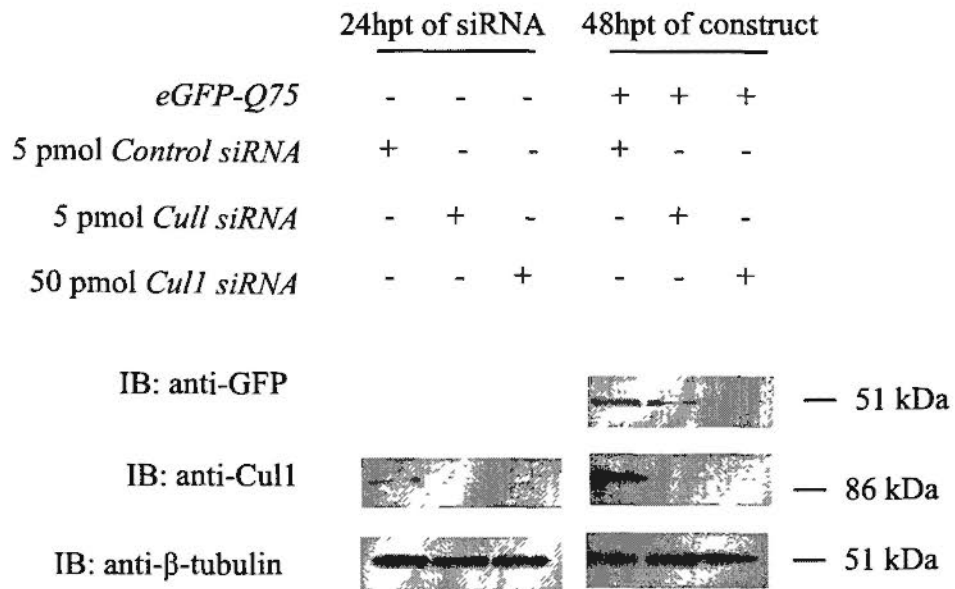 24hpt of siRNA 48hpt of construct
eGFP-Q75 - - - + + +
5 pmol Control siRNA + - - + - -
5 pmol Cull siRNA - + - - + -
50 pmol Cul1 siRNA - - + - - +
IB: anti-GFP — 51 kDa
IB: anti-Cul1 — 86 kDa
IB: anti-β-tubulin — 51 kDa